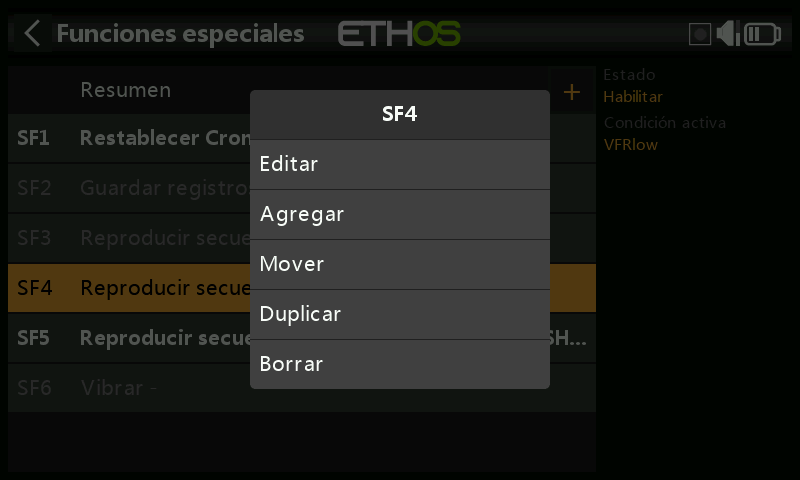 Funciones especiales
ETHOS
Resumen
+
Estado
Habilitar
Condición activa
VFRlow
SF1 Restablecer Cron
SF2 Guardar registro
SF3 Reproducir secue
SF4 Reproducir secue
SF5 Reproducir secue SH...
SF6 Vibrar -
SF4
Editar
Agregar
Mover
Duplicar
Borrar